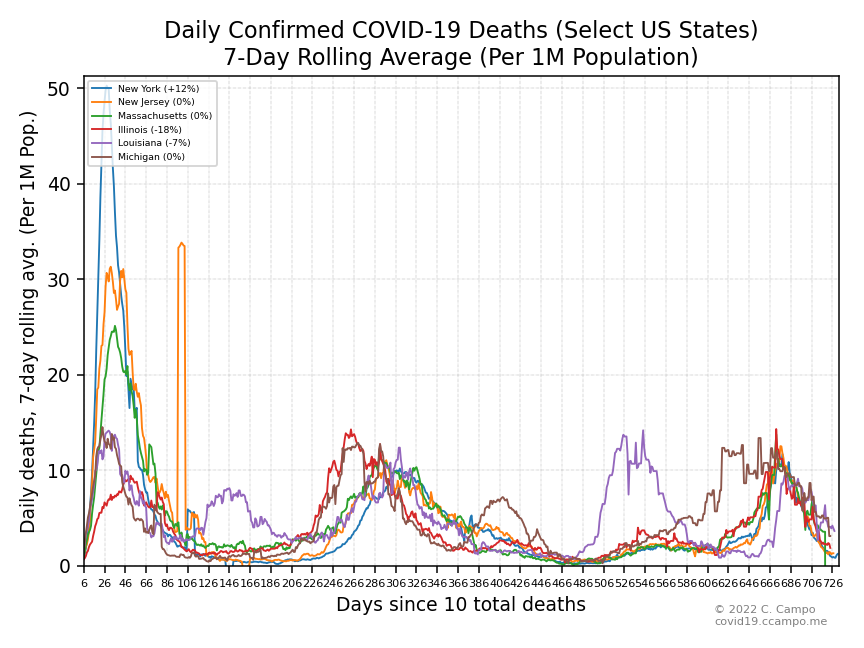 Daily Confirmed COVID-19 Deaths (Select US States)
7-Day Rolling Average (Per 1M Population)
Daily deaths, 7-day rolling avg. (Per 1M Pop.)
50
40
30
20
10
0
New York (+12%)
New Jersey (0%)
Massachusetts (0%)
Illinois (-18%)
Louisiana (-7%)
Michigan (0%)
6 26 46 66 86 106 126 146 166 186 206 226 246 266 286 306 326 346 366 386 406 426 446 466 486 506 526 546 566 586 606 626 646 666 686 706 726
Days since 10 total deaths
© 2022 C. Campo
covid19.ccampo.me